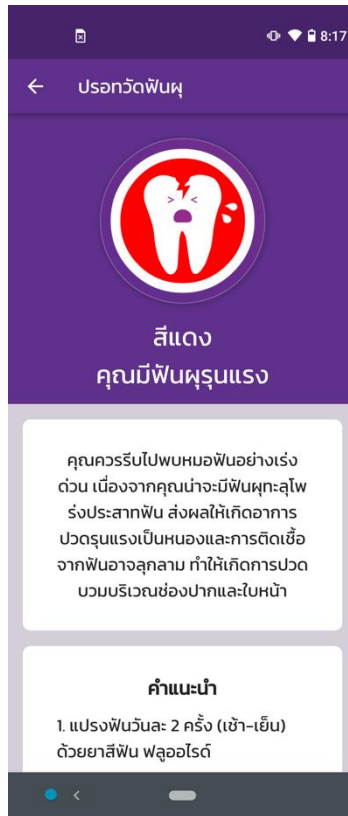 8:17
ปรอทวัดฟันผุ
สีแดง
คุณมีฟันผุรุนแรง
คุณควรรีบไปพบหมอฟันอย่างเร่ง
ด่วน เนื่องจากคุณน่าจะมีฟันผุทะลุโพ
รงประสาทฟัน ส่งผลให้เกิดอาการ
ปวดรุนแรงเป็นหนองและการติดเชื้อ
จากฟันอาจลุกลาม ทำให้เกิดการปวด
บวมบริเวณช่องปากและใบหน้า
คำแนะนำ
1. แปรงฟันวันละ 2 ครั้ง (เช้า-เย็น)
ด้วยยาสีฟัน ฟลูออไรด์